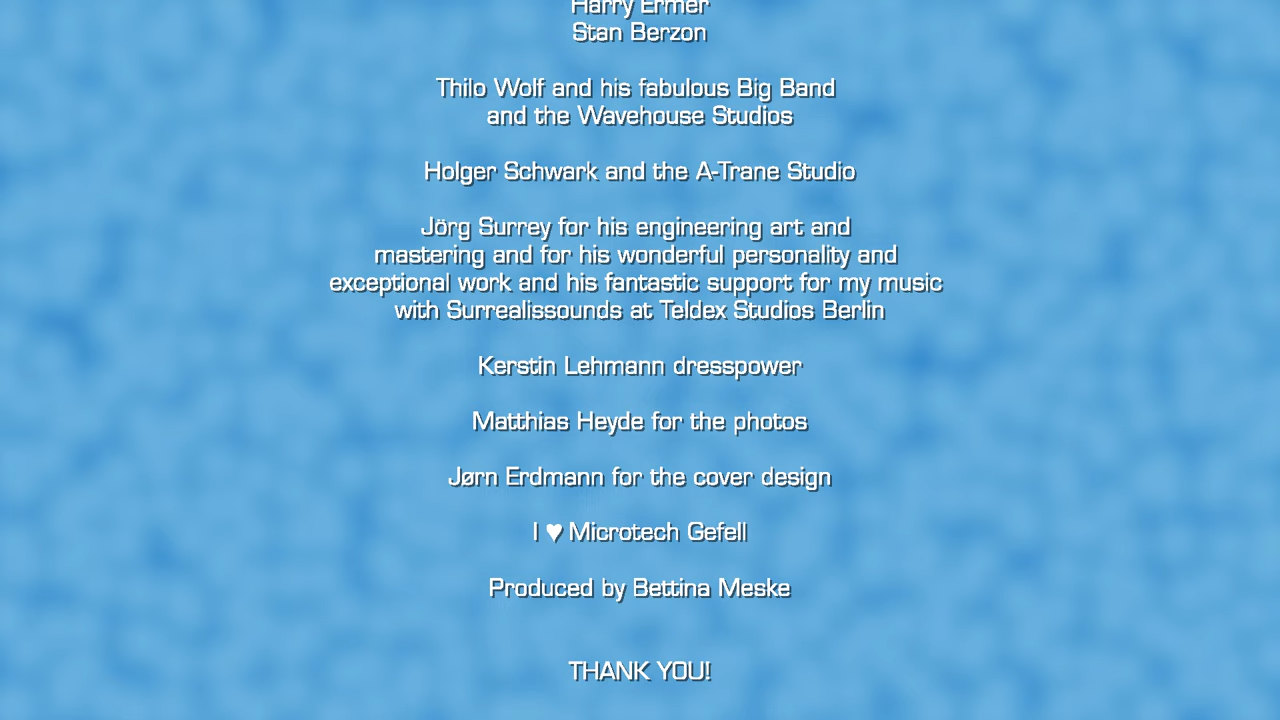 Harry Ermer
Stan Berzon
Thilo Wolf and his fabulous Big Band
and the Wavehouse Studios
Holger Schwark and the A-Trane Studio
Jörg Surrey for his engineering art and
mastering and for his wonderful personality and
exceptional work and his fantastic support for my music
with Surrealissounds at Teldex Studios Berlin
Kerstin Lehmann dresspower
Matthias Heyde for the photos
Jørn Erdmann for the cover design
I ♥ Microtech Gefell
Produced by Bettina Meske
THANK YOU!